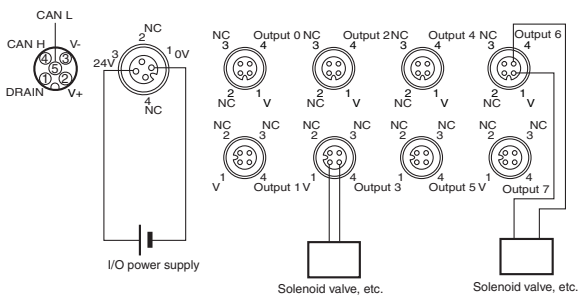 CAN L
CAN H
V-
4
3
5
1
2
DRAIN
V+
NC
2
3
24V
1 0V
4
NC
I/O power supply
NC Output 0
3 4
2 1
NC V
NC Output 2
3 4
2 1
NC V
NC Output 4
3 4
2 1
NC V
NC Output 6
3 4
2 1
NC V
NC NC
2 3
1 4
V Output 1
NC NC
2 3
1 4
V Output 3
NC NC
2 3
1 4
Output 5
NC NC
2 3
1 4
V Output 7
Solenoid valve, etc.
Solenoid valve, etc.